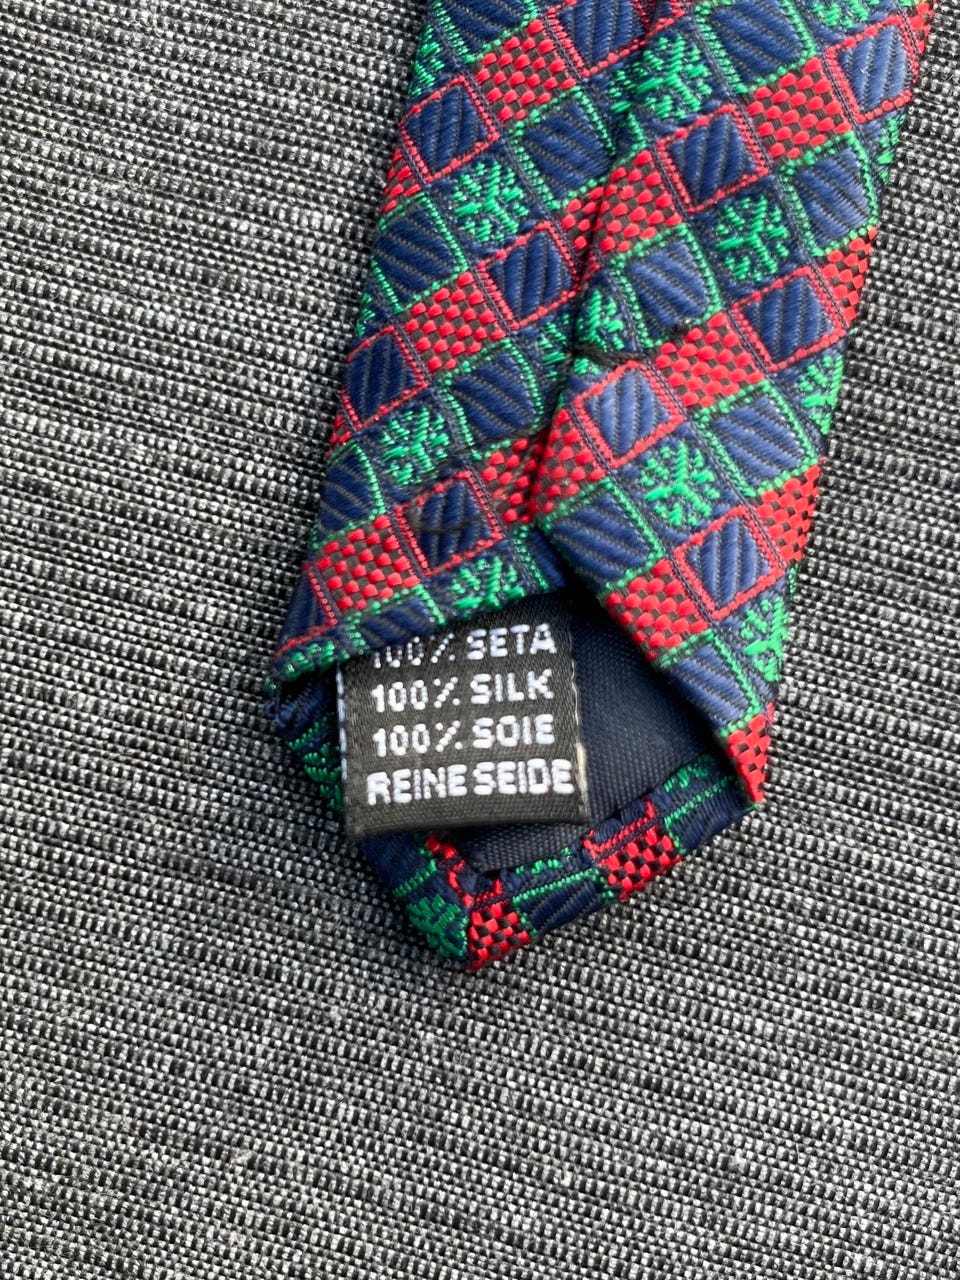 100% SETA
100% SILK
100% SOIE
REINE SEIDE